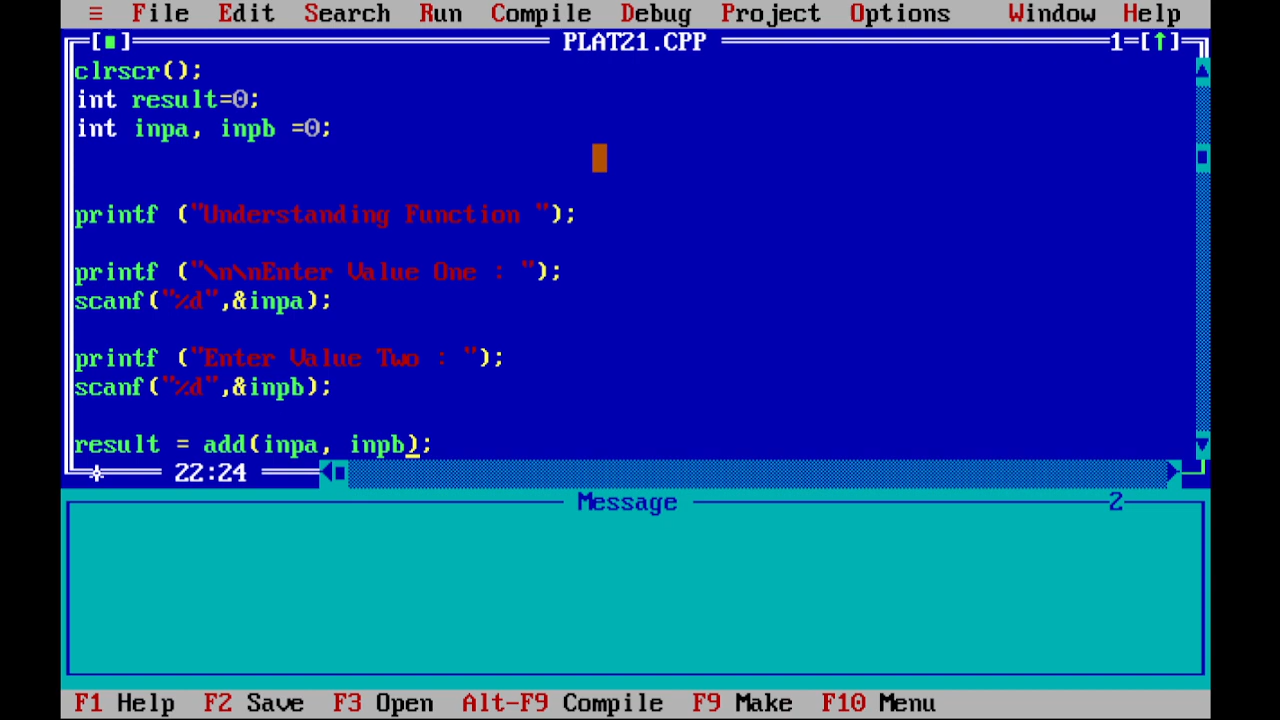 ≡ File Edit Search Run Compile Debug Project Options Window Help
[■] PLAT21.CPP 1=[↑]
clrscr();
int result=0;
int inpa, inpb =0;
printf ("Understanding Function ");
printf ("\n\nEnter Value One : ");
scanf("%d",&inpa);
printf ("Enter Value Two : ");
scanf("%d",&inpb);
result = add(inpa, inpb);
22:24
Message 2
F1 Help F2 Save F3 Open Alt-F9 Compile F9 Make F10 Menu